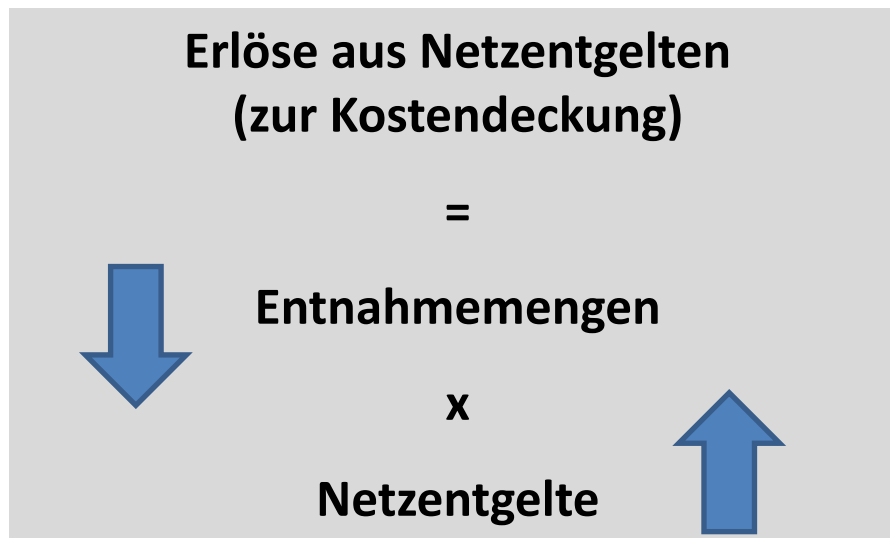 Erlöse aus Netzentgelten
(zur Kostendeckung)
=
Entnahmemengen
x
Netzentgelte